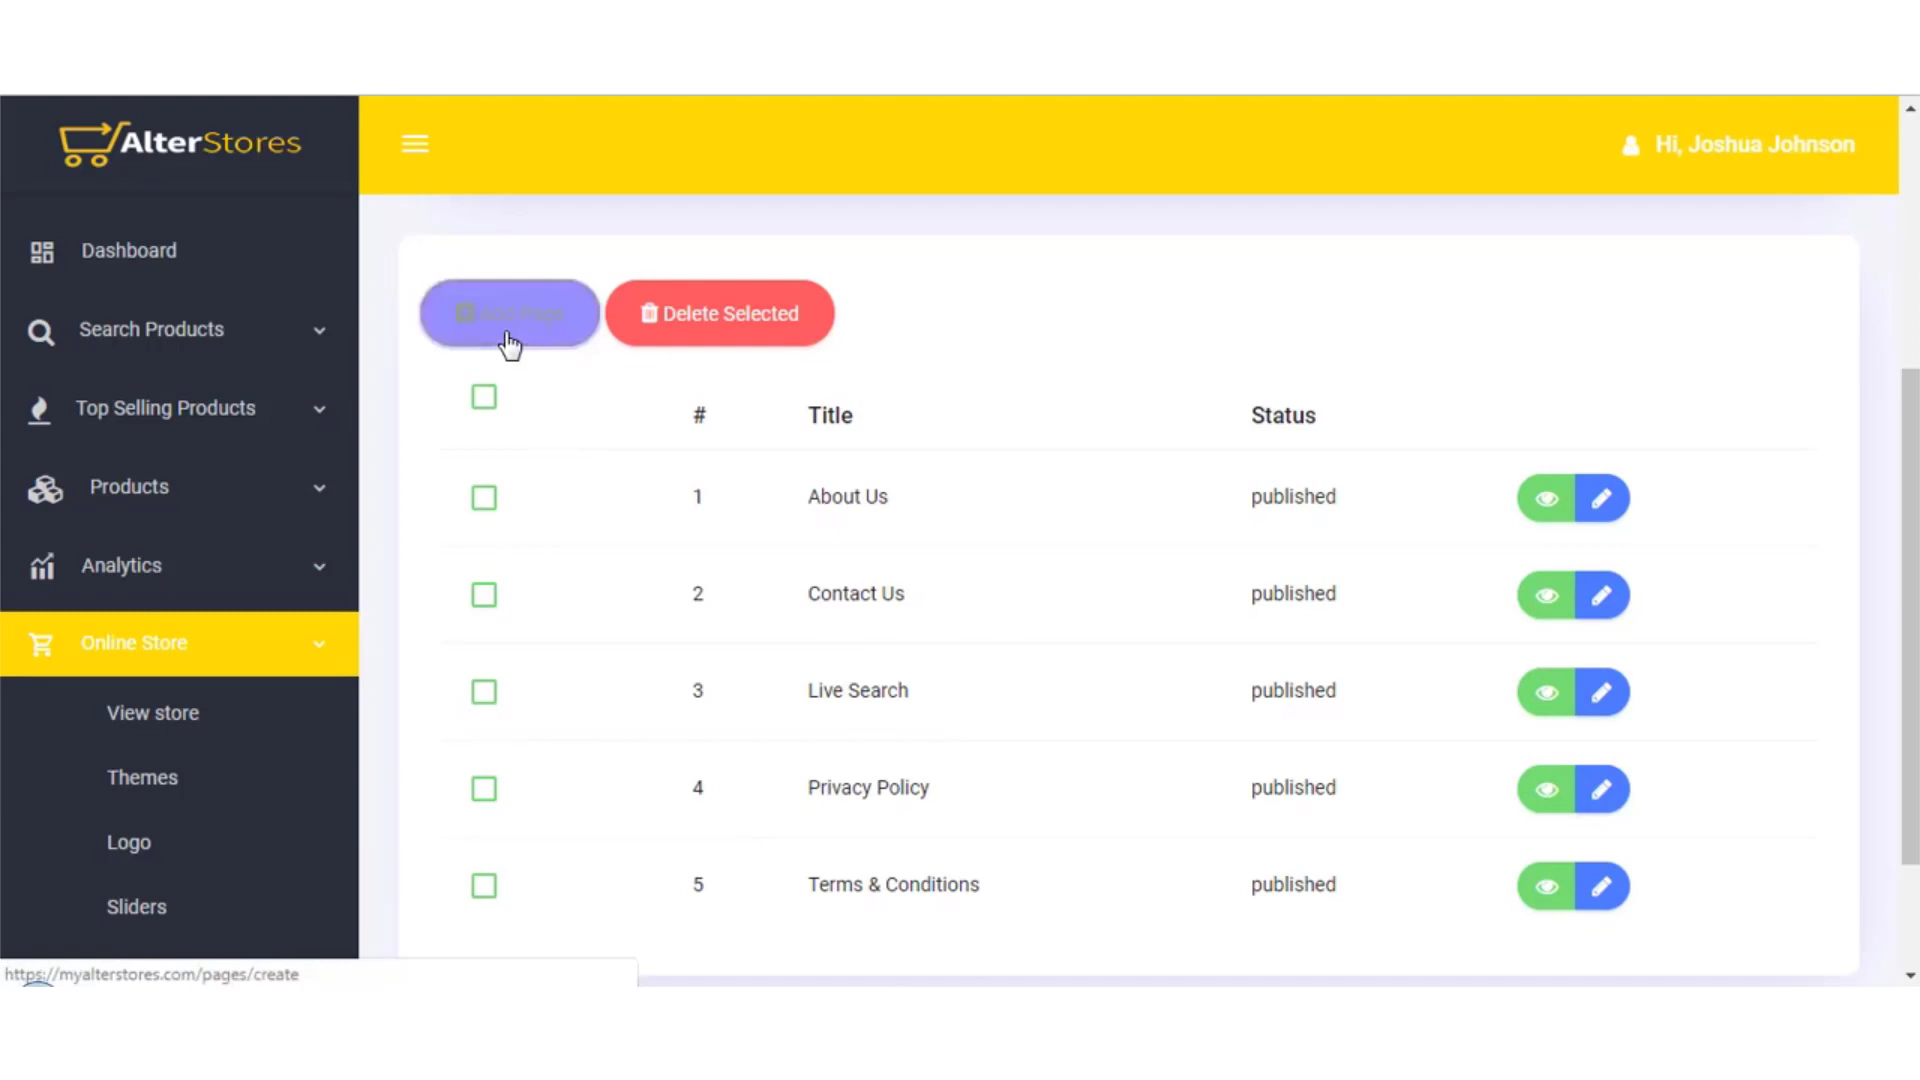 AlterStores
Hi, Joshua Johnson
Dashboard
Search Products
Top Selling Products
Products
Analytics
Online Store
View store
Themes
Logo
Sliders
Add Page
Delete Selected
# Title Status
1 About Us published
2 Contact Us published
3 Live Search published
4 Privacy Policy published
5 Terms & Conditions published
https://myalterstores.com/pages/create